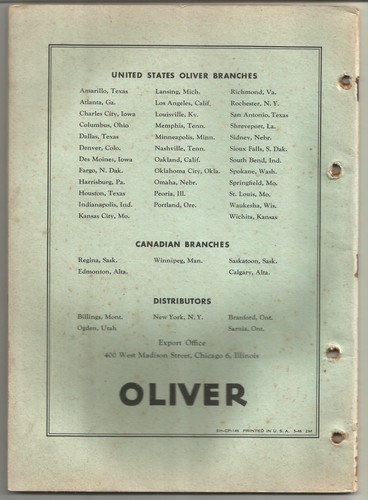 UNITED STATES OLIVER BRANCHES
Amarillo, Texas Lansing, Mich. Richmond, Va.
Atlanta, Ga. Los Angeles, Calif. Rochester, N. Y.
Charles City, Iowa Louisville, Ky. San Antonio, Texas
Columbus, Ohio Memphis, Tenn. Shreveport, La.
Dallas, Texas Minneapolis, Minn. Sidney, Nebr.
Denver, Colo. Nashville, Tenn. Sioux Falls, S. Dak.
Des Moines, Iowa Oakland, Calif. South Bend, Ind.
Fargo, N. Dak. Oklahoma City, Okla. Spokane, Wash.
Harrisburg, Pa. Omaha, Nebr. Springfield, Mo.
Houston, Texas Peoria, Ill. St. Louis, Mo.
Indianapolis, Ind. Portland, Ore. Waukesha, Wis.
Kansas City, Mo. Wichita, Kansas
CANADIAN BRANCHES
Regina, Sask. Winnipeg, Man. Saskatoon, Sask.
Edmonton, Alta. Calgary, Alta.
DISTRIBUTORS
Billings, Mont. New York, N. Y. Branford, Ont.
Ogden, Utah Sarnia, Ont.
Export Office
400 West Madison Street, Chicago 6, Illinois
OLIVER
PRINTED IN U. S. A.